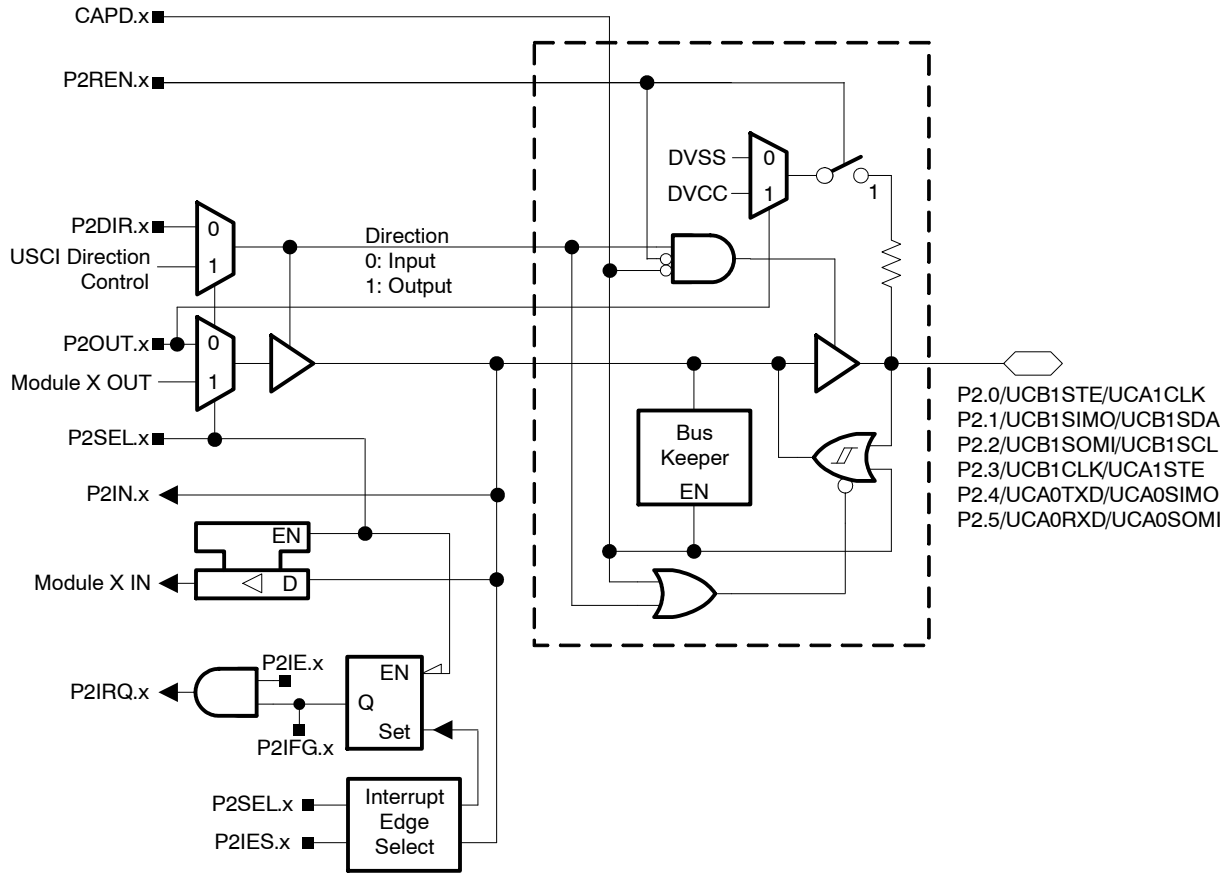 CAPD.x
P2REN.x
DVSS
0
DVCC
1
1
P2DIR.x
0
USCI Direction
Control
1
Direction
0: Input
1: Output
P2OUT.x
0
Module X OUT
1
P2SEL.x
Bus
Keeper
EN
P2.0/UCB1STE/UCA1CLK
P2.1/UCB1SIMO/UCB1SDA
P2.2/UCB1SOMI/UCB1SCL
P2.3/UCB1CLK/UCA1STE
P2.4/UCA0TXD/UCA0SIMO
P2.5/UCA0RXD/UCA0SOMI
P2IN.x
EN
Module X IN
D
P2IE.x
EN
P2IRQ.x
Q
Set
P2IFG.x
P2SEL.x
P2IES.x
Interrupt
Edge
Select